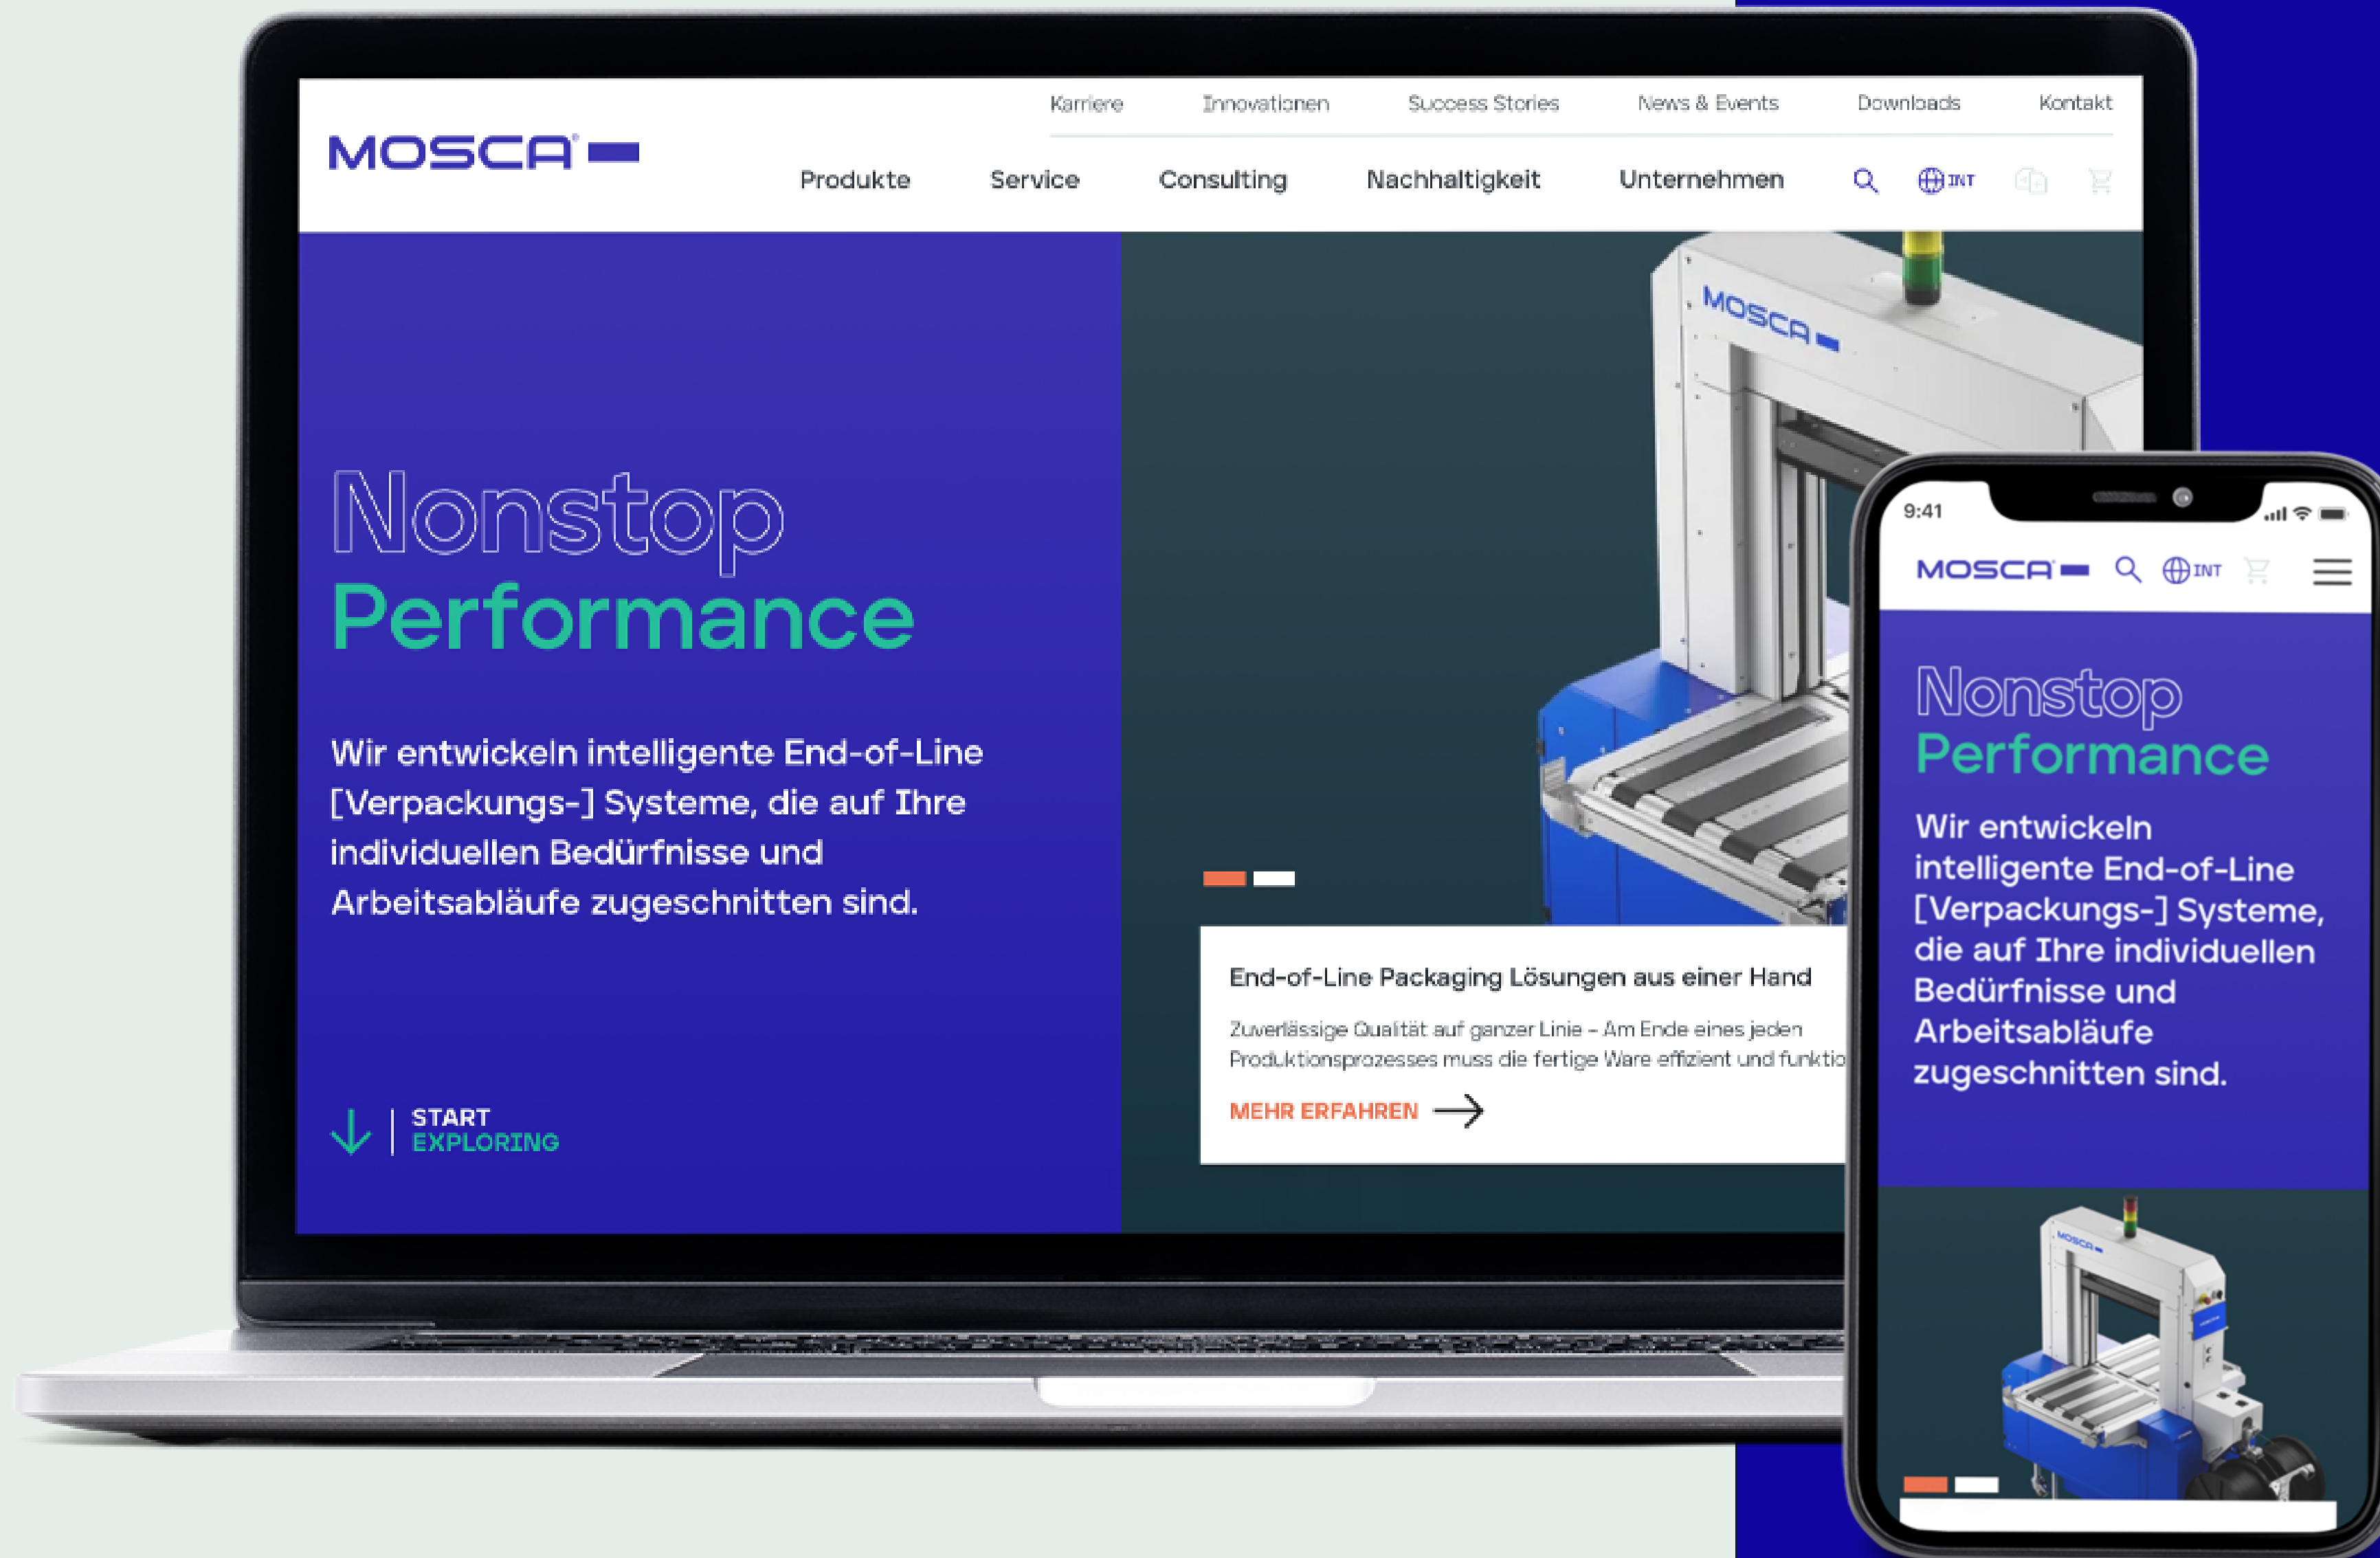 Karriere Innovationen Success Stories News & Events Downloads Kontakt
MOSCA®
Produkte Service Consulting Nachhaltigkeit Unternehmen INT
MOSCA
Nonstop
Performance
Wir entwickeln intelligente End-of-Line
[Verpackungs-] Systeme, die auf Ihre
individuellen Bedürfnisse und
Arbeitsabläufe zugeschnitten sind.
START
EXPLORING
End-of-Line Packaging Lösungen aus einer Hand
Zuverlässige Qualität auf ganzer Linie – Am Ende eines jeden
Produktionsprozesses muss die fertige Ware effizient und funktio
MEHR ERFAHREN
9:41
MOSCA INT
Nonstop
Performance
Wir entwickeln
intelligente End-of-Line
[Verpackungs-] Systeme,
die auf Ihre individuellen
Bedürfnisse und
Arbeitsabläufe
zugeschnitten sind.
MOSCA